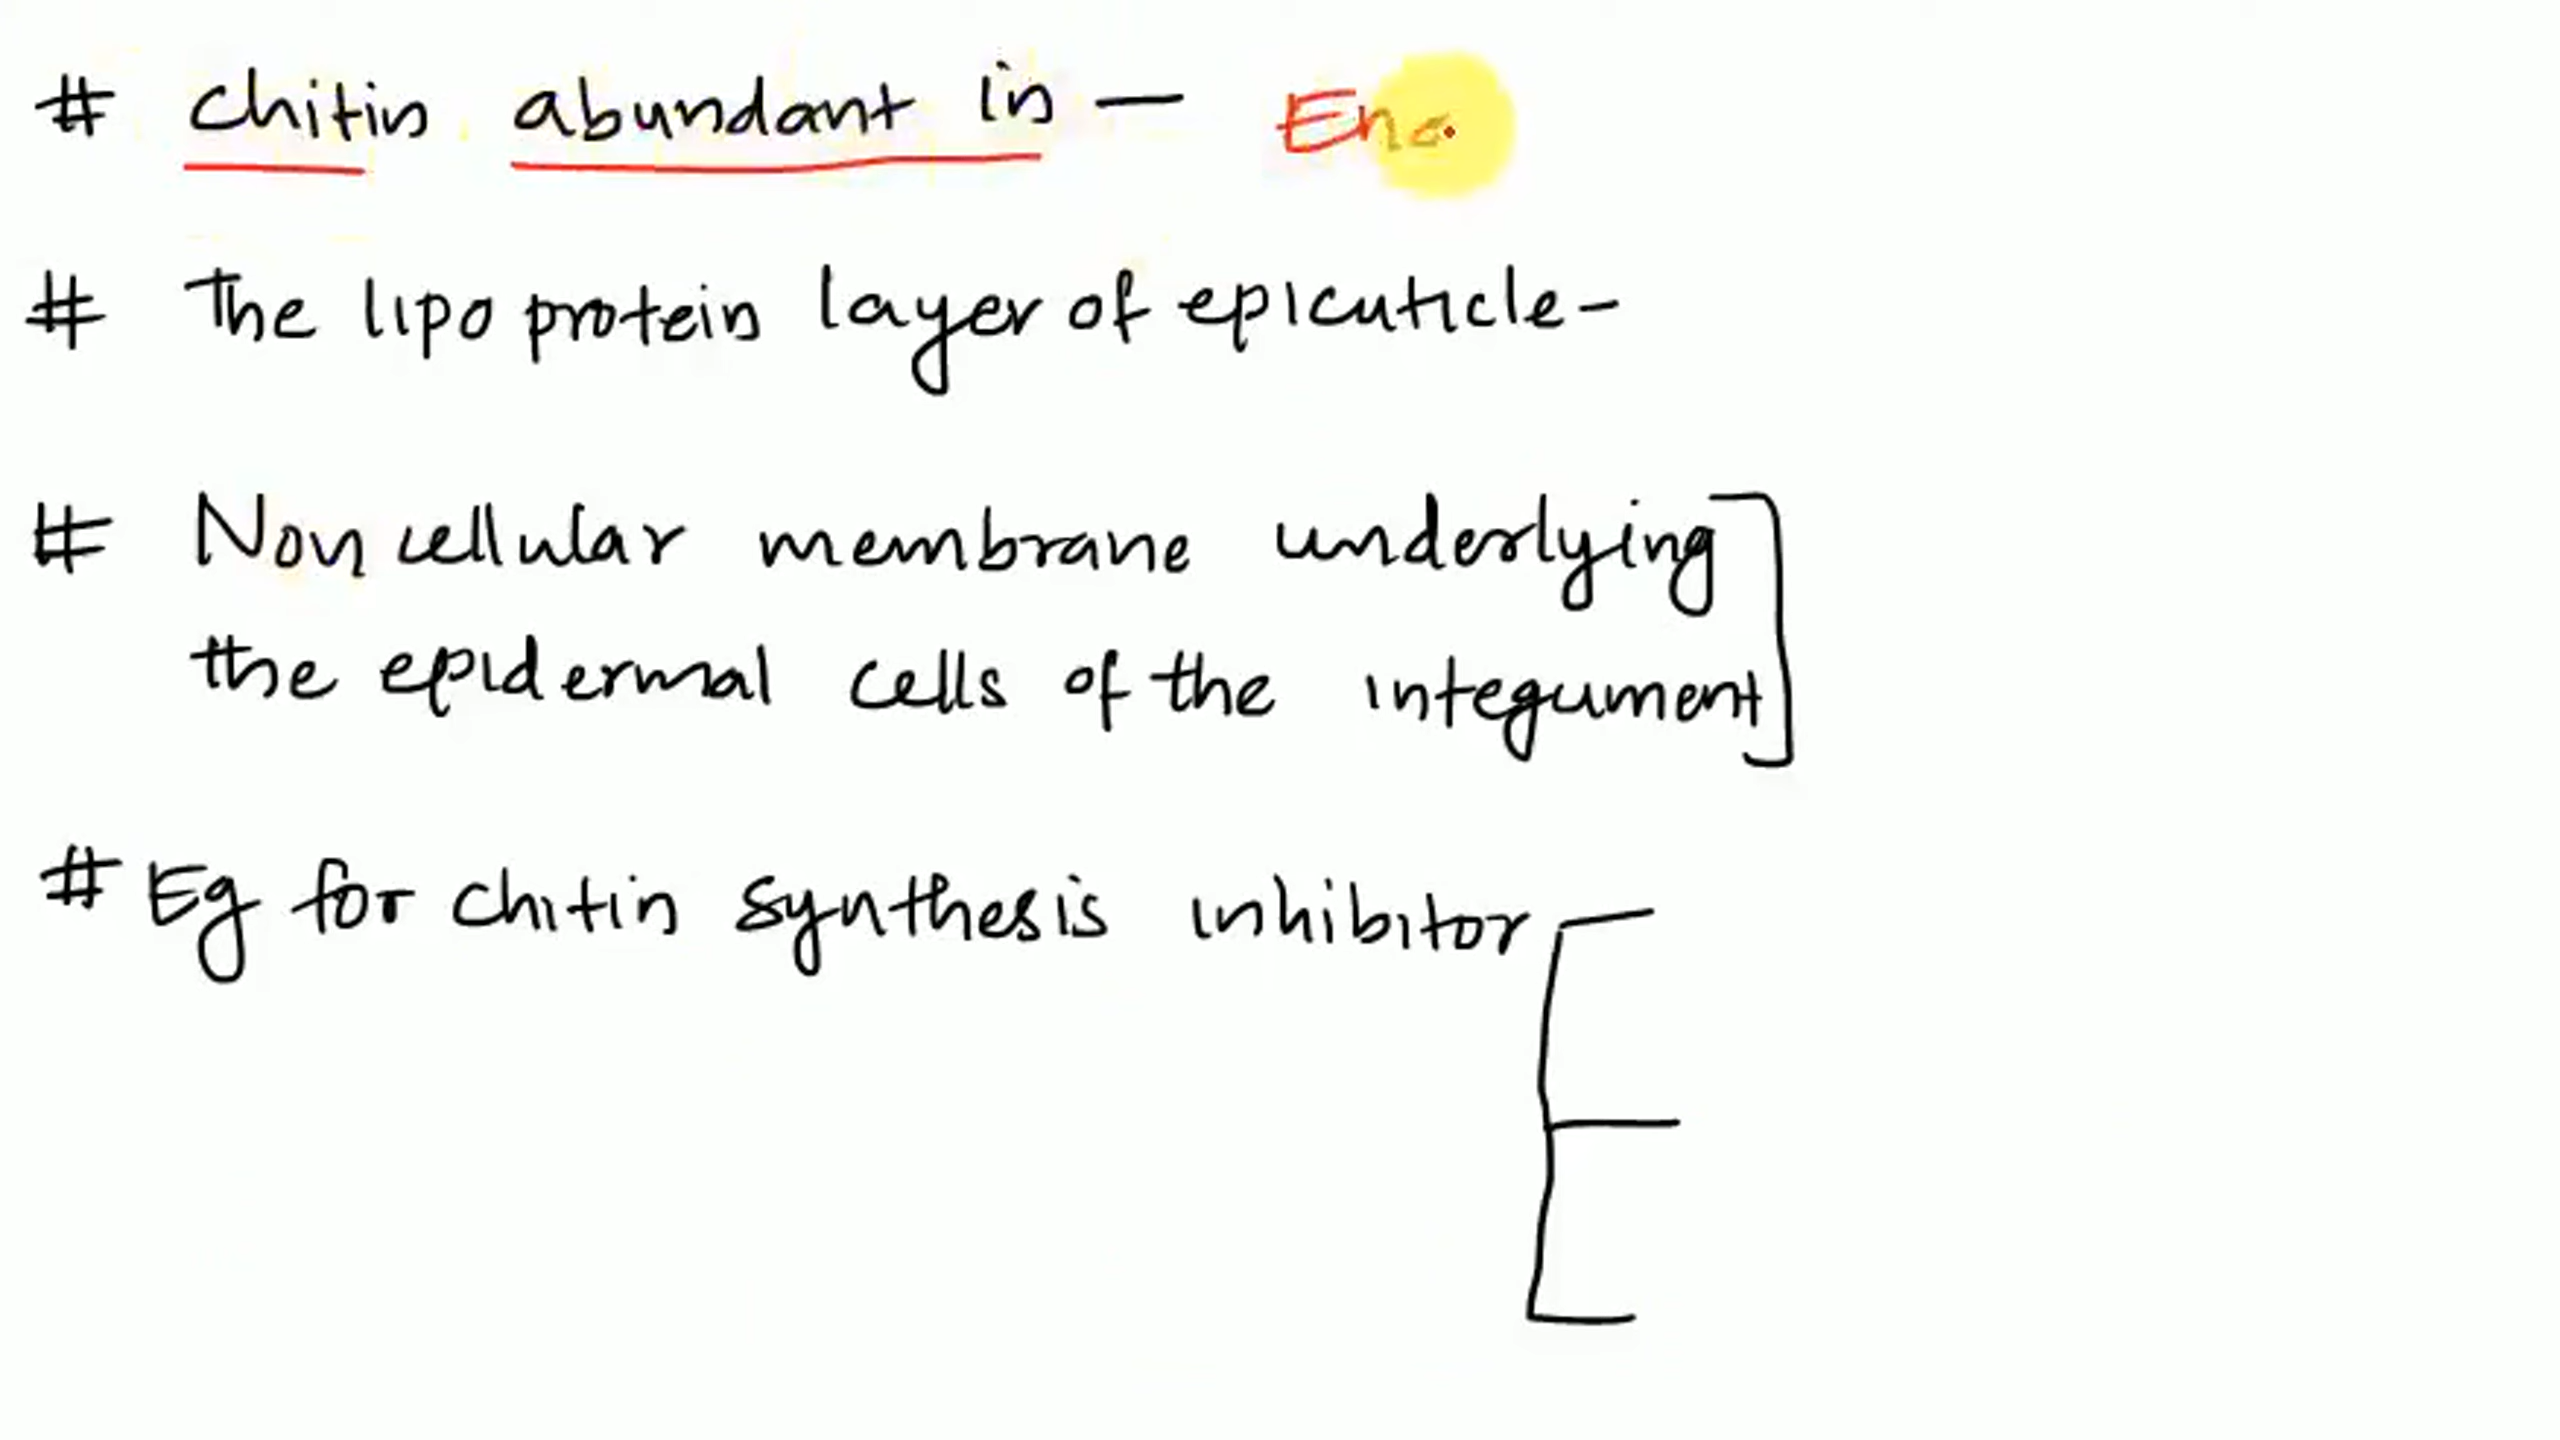 # Chitin abundant in - End
# The lipo protein layer of epicuticle-
# Non cellular membrane underlying
the epidermal cells of the integument
# Eg for chitin synthesis inhibitor